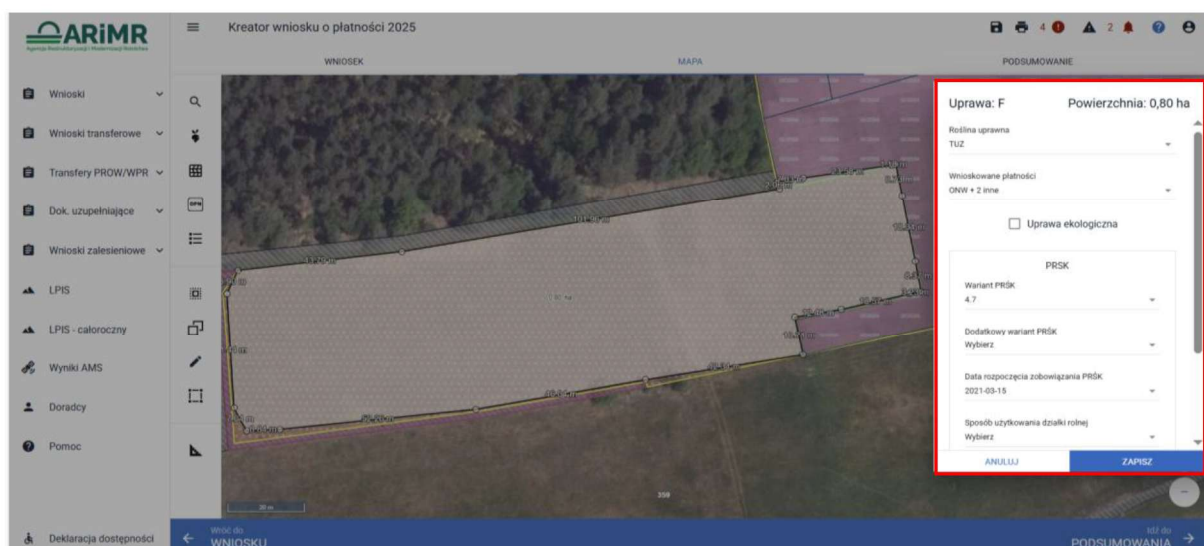 ARiMR
Agencja Restrukturyzacji i Modernizacji Rolnictwa
Kreator wniosku o płatności 2025
4
2
WNIOSEK
MAPA
PODSUMOWANIE
Wnioski
Wnioski transferowe
Transfery PROW/WPR
Dok. uzupełniające
Wnioski zalesieniowe
LPIS
LPIS - całoroczny
Wyniki AMS
Doradcy
Pomoc
Deklaracja dostępności
Uprawa: F
Powierzchnia: 0,80 ha
Roślina uprawna
TUZ
Wnioskowane płatności
ONW + 2 inne
Uprawa ekologiczna
PRSK
Wariant PRŚK
4.7
Dodatkowy wariant PRŚK
Wybierz
Data rozpoczęcia zobowiązania PRŚK
2021-03-15
Sposób użytkowania działki rolnej
Wybierz
ANULUJ
ZAPISZ
359
20 m
Wróć do
WNIOSKU
Idź do
PODSUMOWANIA